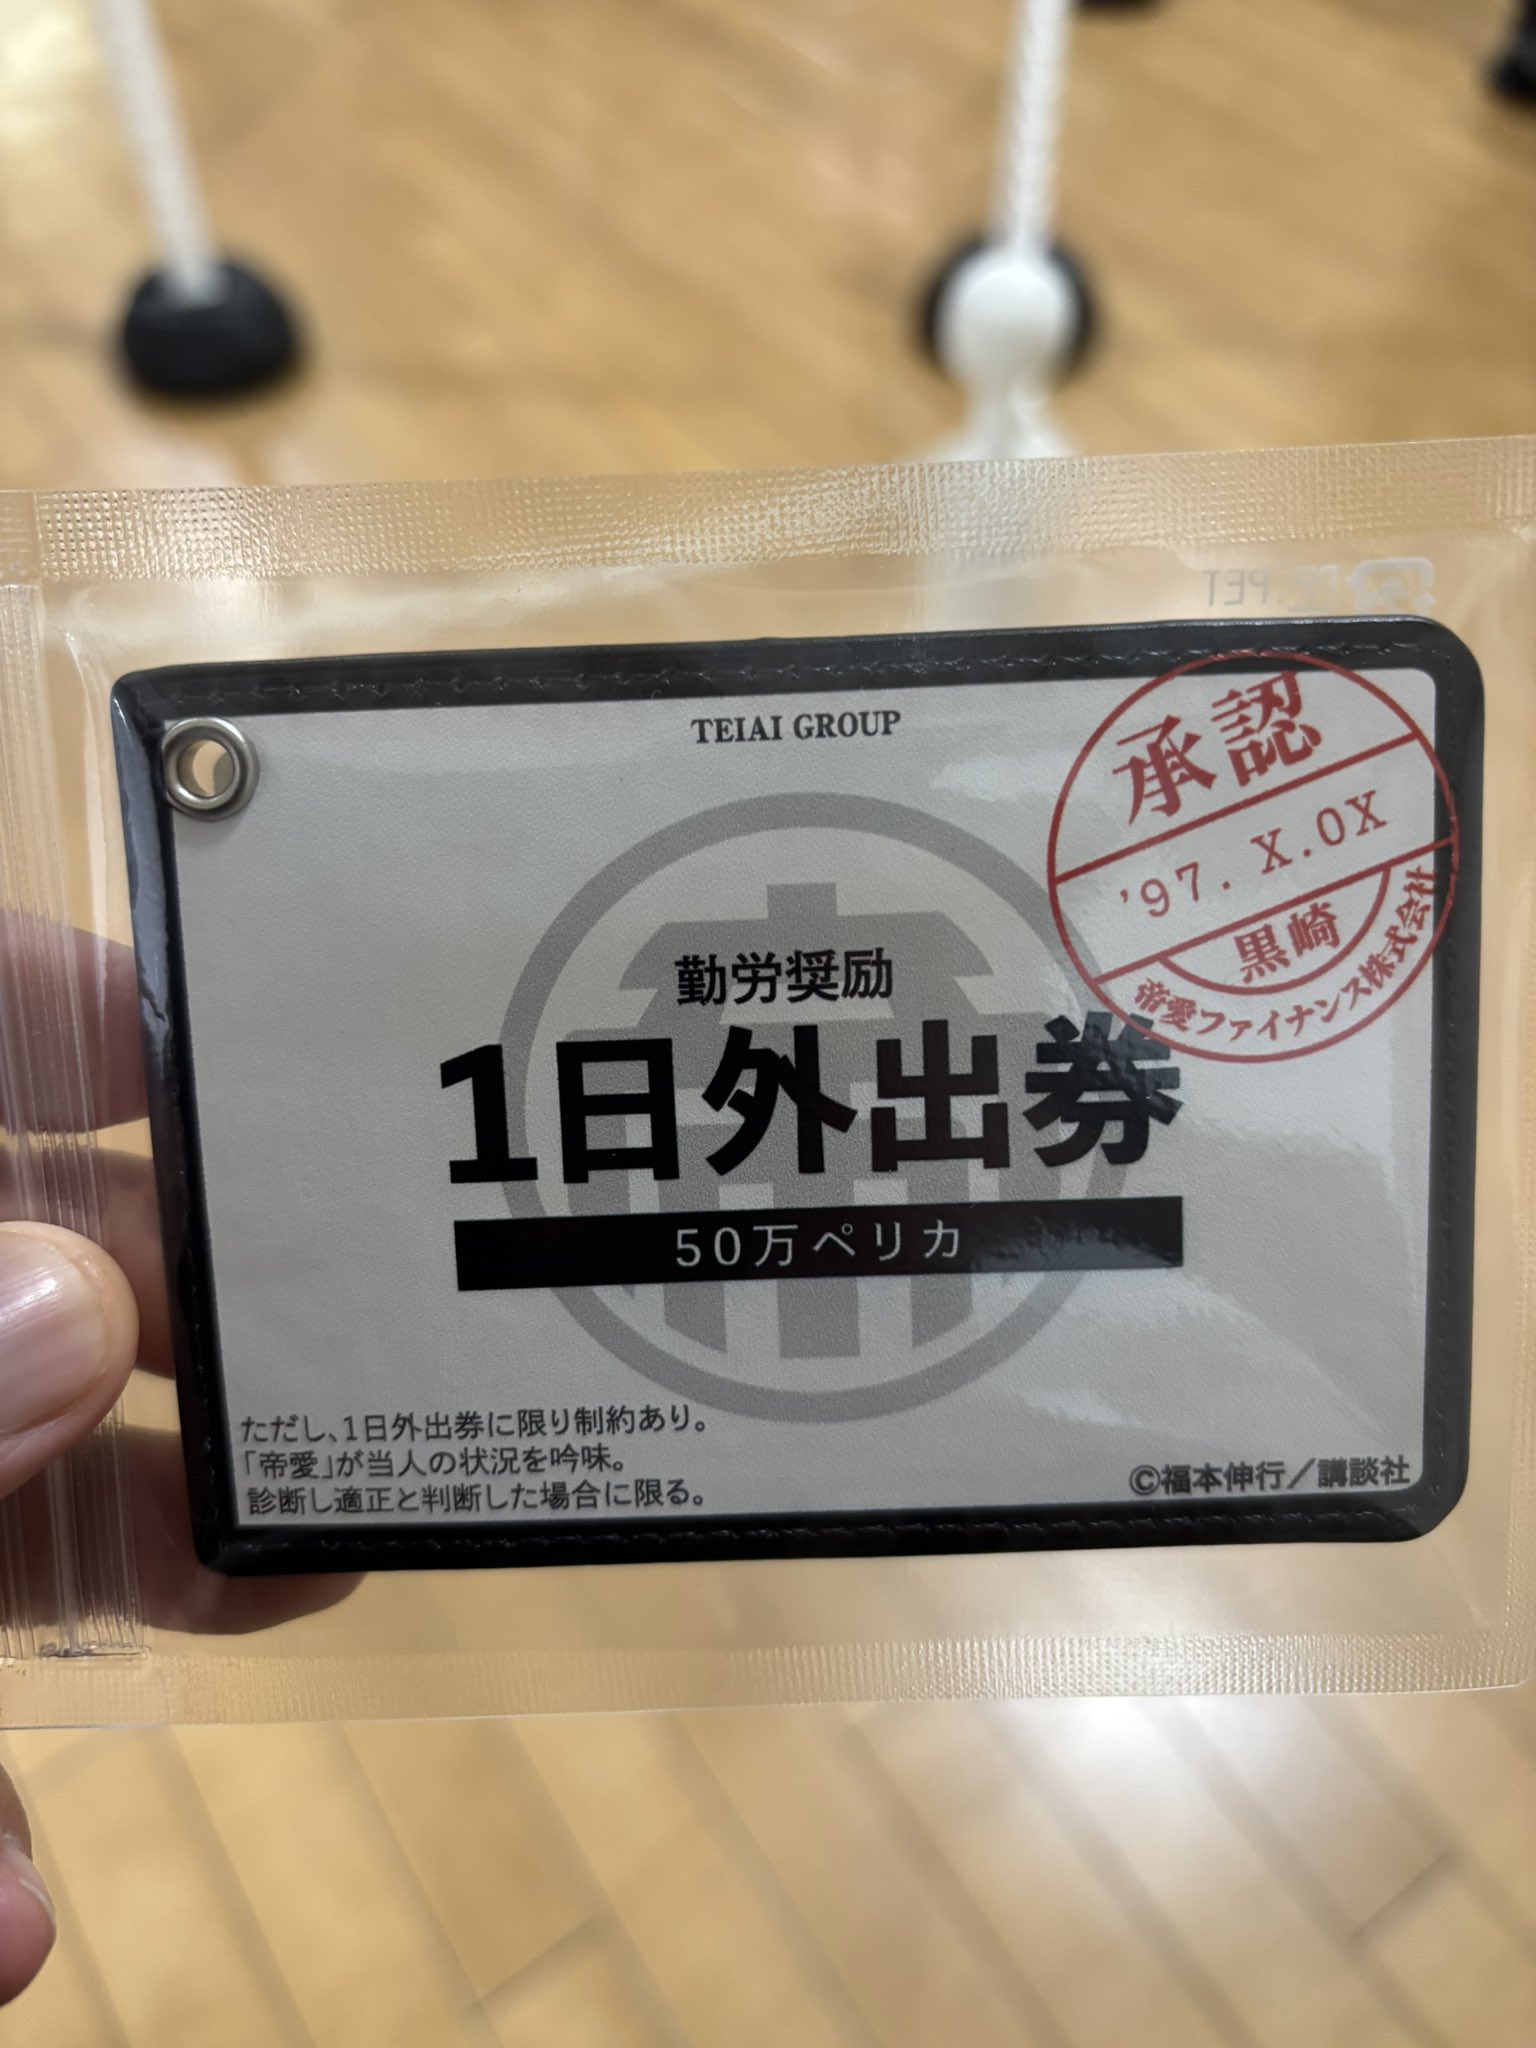 PE,PET
TEIAI GROUP
承認
'97. X.0X
黒崎
帝愛ファイナンス株式会社
帝
勤労奨励
1日外出券
50万ペリカ
ただし、1日外出券に限り制約あり。
「帝愛」が当人の状況を吟味。
診断し適正と判断した場合に限る。
©福本伸行／講談社